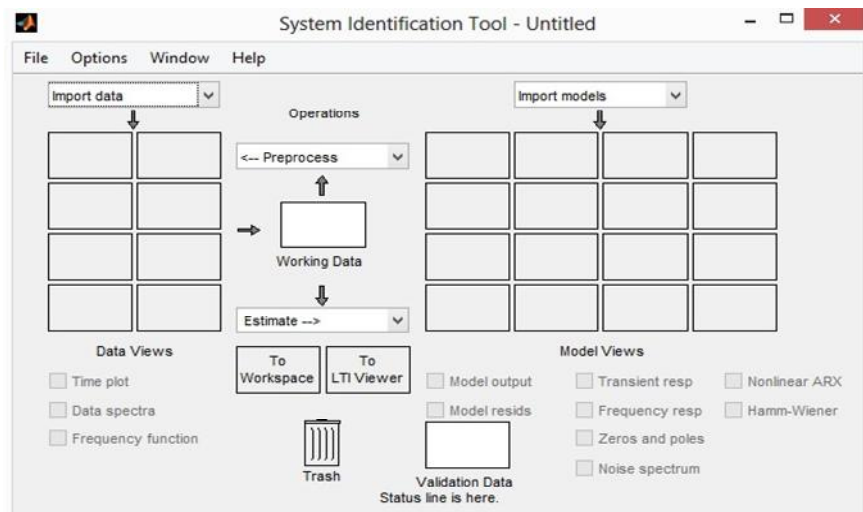 System Identification Tool - Untitled
File Options Window Help
Import data
Import models
Operations
<-- Preprocess
Working Data
Estimate -->
Data Views
Time plot
Data spectra
Frequency function
To
Workspace
To
LTI Viewer
Trash
Model Views
Model output
Transient resp
Nonlinear ARX
Model resids
Frequency resp
Hamm-Wiener
Zeros and poles
Noise spectrum
Validation Data
Status line is here.